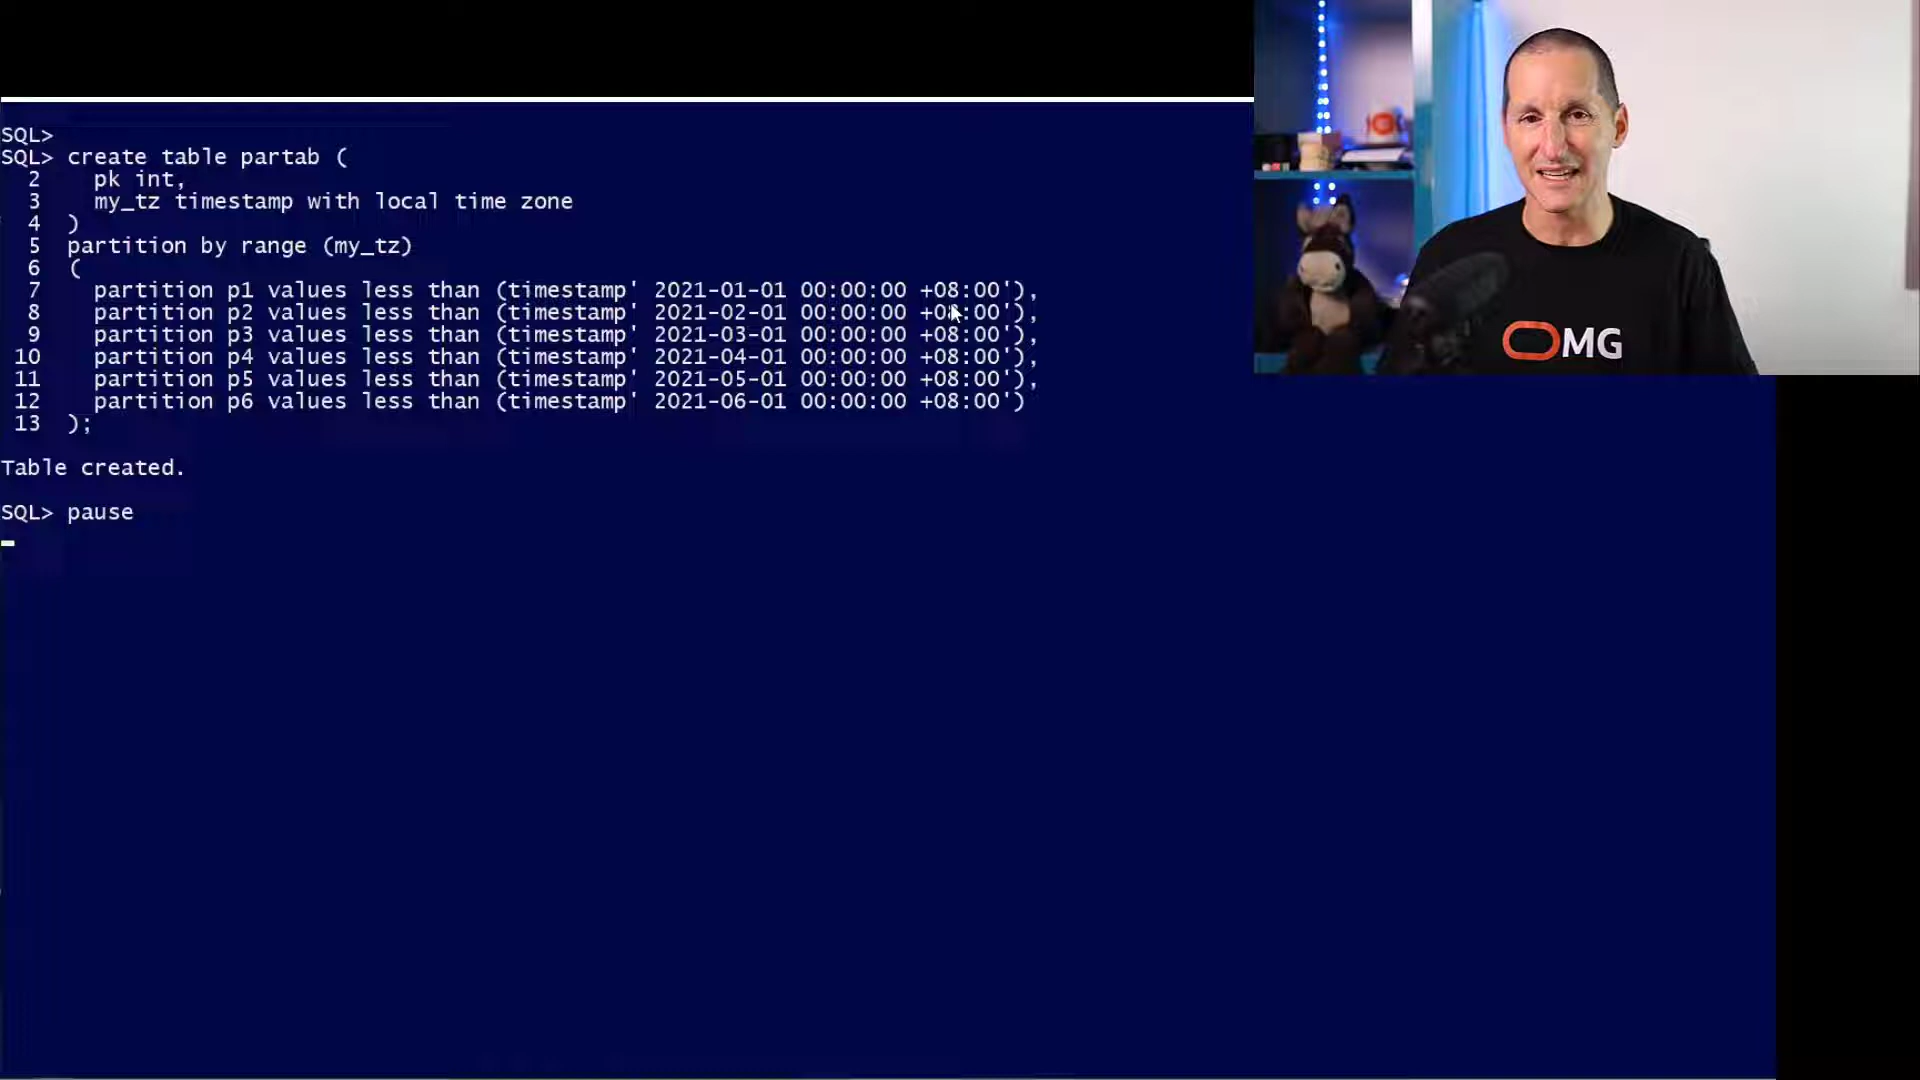 SQL>
SQL> create table partab (
2 pk int,
3 my_tz timestamp with local time zone
4 )
5 partition by range (my_tz)
6 (
7 partition p1 values less than (timestamp' 2021-01-01 00:00:00 +08:00'),
8 partition p2 values less than (timestamp' 2021-02-01 00:00:00 +08:00'),
9 partition p3 values less than (timestamp' 2021-03-01 00:00:00 +08:00'),
10 partition p4 values less than (timestamp' 2021-04-01 00:00:00 +08:00'),
11 partition p5 values less than (timestamp' 2021-05-01 00:00:00 +08:00'),
12 partition p6 values less than (timestamp' 2021-06-01 00:00:00 +08:00')
13 );
Table created.
SQL> pause
OMG